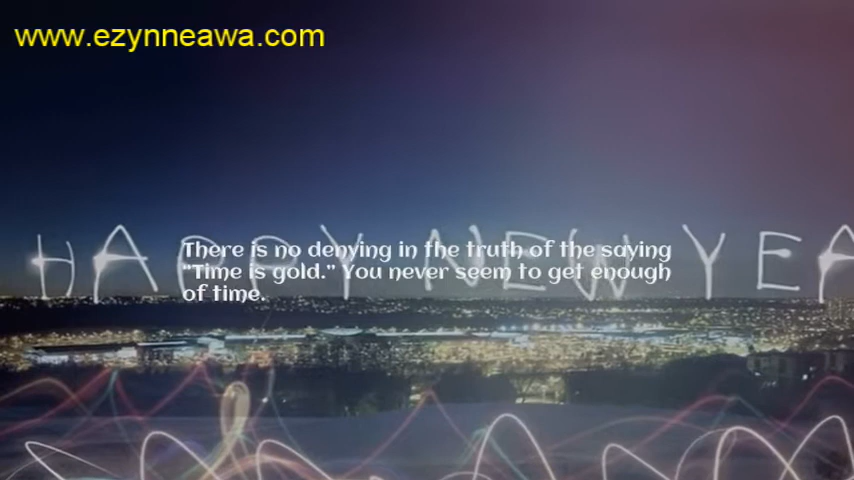 www.ezynneawa.com
HAPPY NEW YEA
There is no denying in the truth of the saying
"Time is gold." You never seem to get enough
of time.